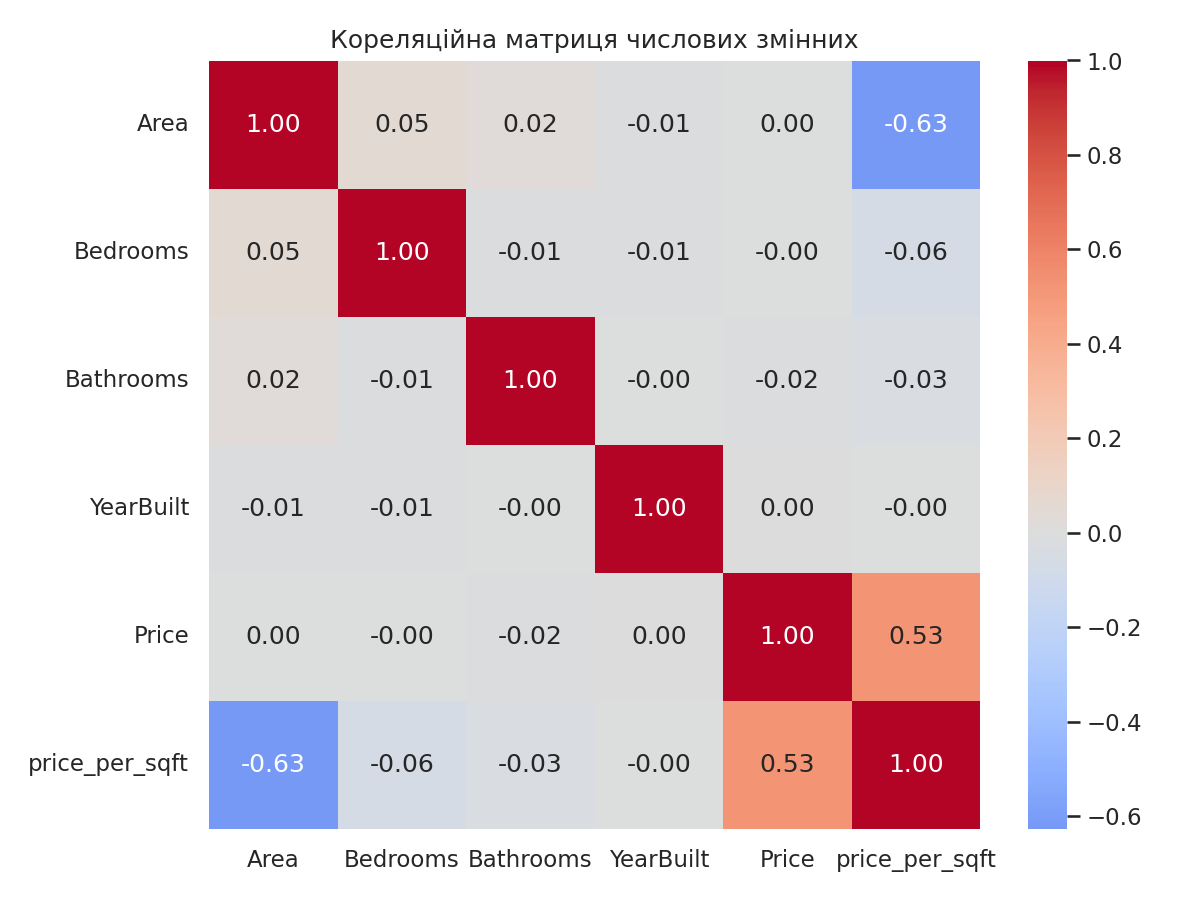 Кореляційна матриця числових змінних
Area 1.00 0.05 0.02 -0.01 0.00 -0.63
Bedrooms 0.05 1.00 -0.01 -0.01 -0.00 -0.06
Bathrooms 0.02 -0.01 1.00 -0.00 -0.02 -0.03
YearBuilt -0.01 -0.01 -0.00 1.00 0.00 -0.00
Price 0.00 -0.00 -0.02 0.00 1.00 0.53
price_per_sqft -0.63 -0.06 -0.03 -0.00 0.53 1.00
Area Bedrooms Bathrooms YearBuilt Price price_per_sqft
1.0
0.8
0.6
0.4
0.2
0.0
−0.2
−0.4
−0.6